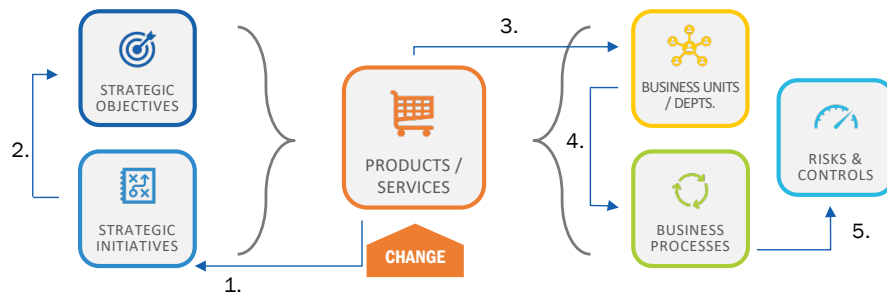 3.
STRATEGIC
OBJECTIVES
BUSINESS UNITS
/ DEPTS.
2.
4.
PRODUCTS /
SERVICES
RISKS &
CONTROLS
STRATEGIC
INITIATIVES
BUSINESS
PROCESSES
5.
CHANGE
1.